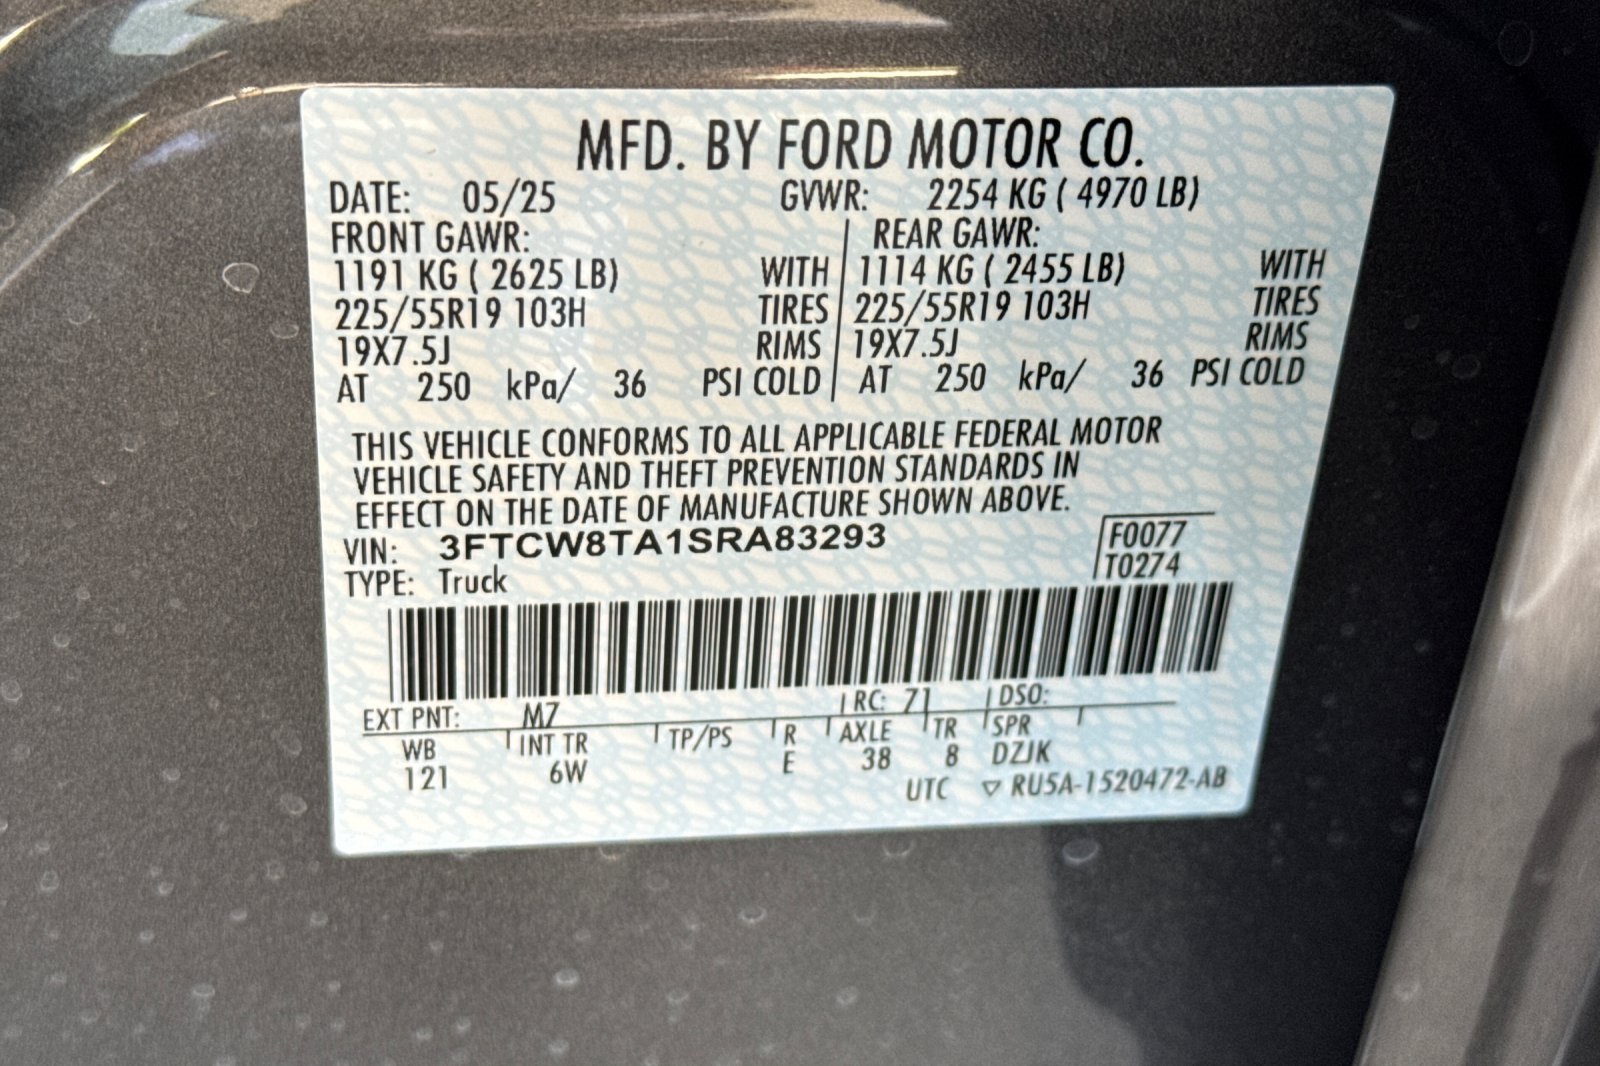 MFD. BY FORD MOTOR CO.
DATE: 05/25 GVWR: 2254 KG ( 4970 LB)
FRONT GAWR: REAR GAWR:
1191 KG ( 2625 LB) WITH 1114 KG ( 2455 LB) WITH
225/55R19 103H TIRES 225/55R19 103H TIRES
19X7.5J RIMS 19X7.5J RIMS
AT 250 kPa/ 36 PSI COLD AT 250 kPa/ 36 PSI COLD
THIS VEHICLE CONFORMS TO ALL APPLICABLE FEDERAL MOTOR
VEHICLE SAFETY AND THEFT PREVENTION STANDARDS IN
EFFECT ON THE DATE OF MANUFACTURE SHOWN ABOVE.
VIN: 3FTCW8TA1SRA83293 F0077
TYPE: Truck T0274
EXT PNT: M7 RC: 71 DSO:
WB INT TR TP/PS R AXLE TR SPR
121 6W E 38 8 DZJK
UTC ▽ RU5A-1520472-AB